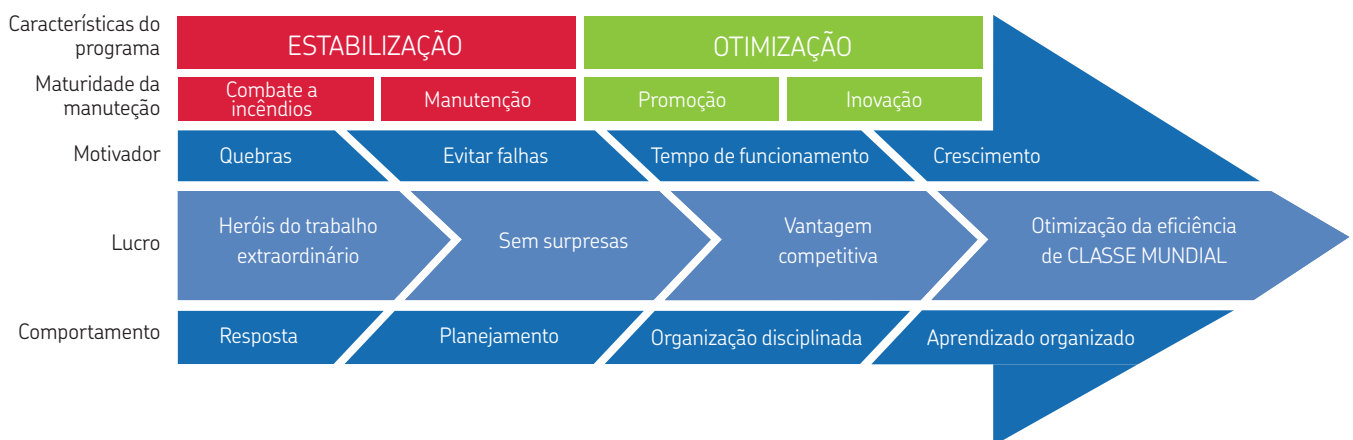 Características do
programa
ESTABILIZAÇÃO
OTIMIZAÇÃO
Maturidade da
manuteção
Combate a
incêndios
Manutenção
Promoção
Inovação
Motivador
Quebras
Evitar falhas
Tempo de funcionamento
Crescimento
Lucro
Heróis do trabalho
extraordinário
Sem surpresas
Vantagem
competitiva
Otimização da eficiência
de CLASSE MUNDIAL
Comportamento
Resposta
Planejamento
Organização disciplinada
Aprendizado organizado